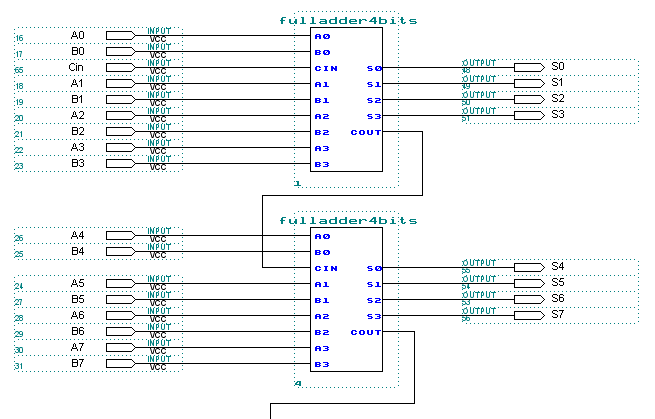 fulladder4bits
16 A0 INPUT VCC A0
17 B0 INPUT VCC B0
65 Cin INPUT VCC CIN S0 OUTPUT 48 S0
18 A1 INPUT VCC A1 S1 OUTPUT 49 S1
19 B1 INPUT VCC B1 S2 OUTPUT 50 S2
20 A2 INPUT VCC A2 S3 OUTPUT 51 S3
21 B2 INPUT VCC B2 COUT
22 A3 INPUT VCC A3
23 B3 INPUT VCC B3
1
fulladder4bits
26 A4 INPUT VCC A0
25 B4 INPUT VCC B0
CIN S0 OUTPUT 55 S4
24 A5 INPUT VCC A1 S1 OUTPUT 54 S5
27 B5 INPUT VCC B1 S2 OUTPUT 53 S6
28 A6 INPUT VCC A2 S3 OUTPUT 56 S7
29 B6 INPUT VCC B2 COUT
30 A7 INPUT VCC A3
31 B7 INPUT VCC B3
4